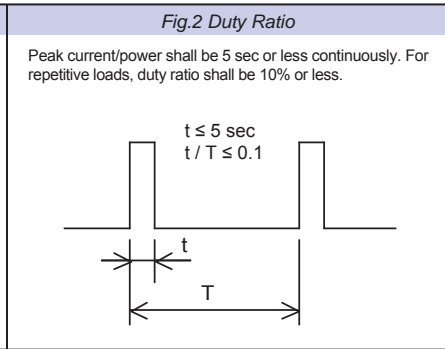 Fig.2 Duty Ratio
Peak current/power shall be 5 sec or less continuously. For
repetitive loads, duty ratio shall be 10% or less.
t ≤ 5 sec
t / T ≤ 0.1
t
T